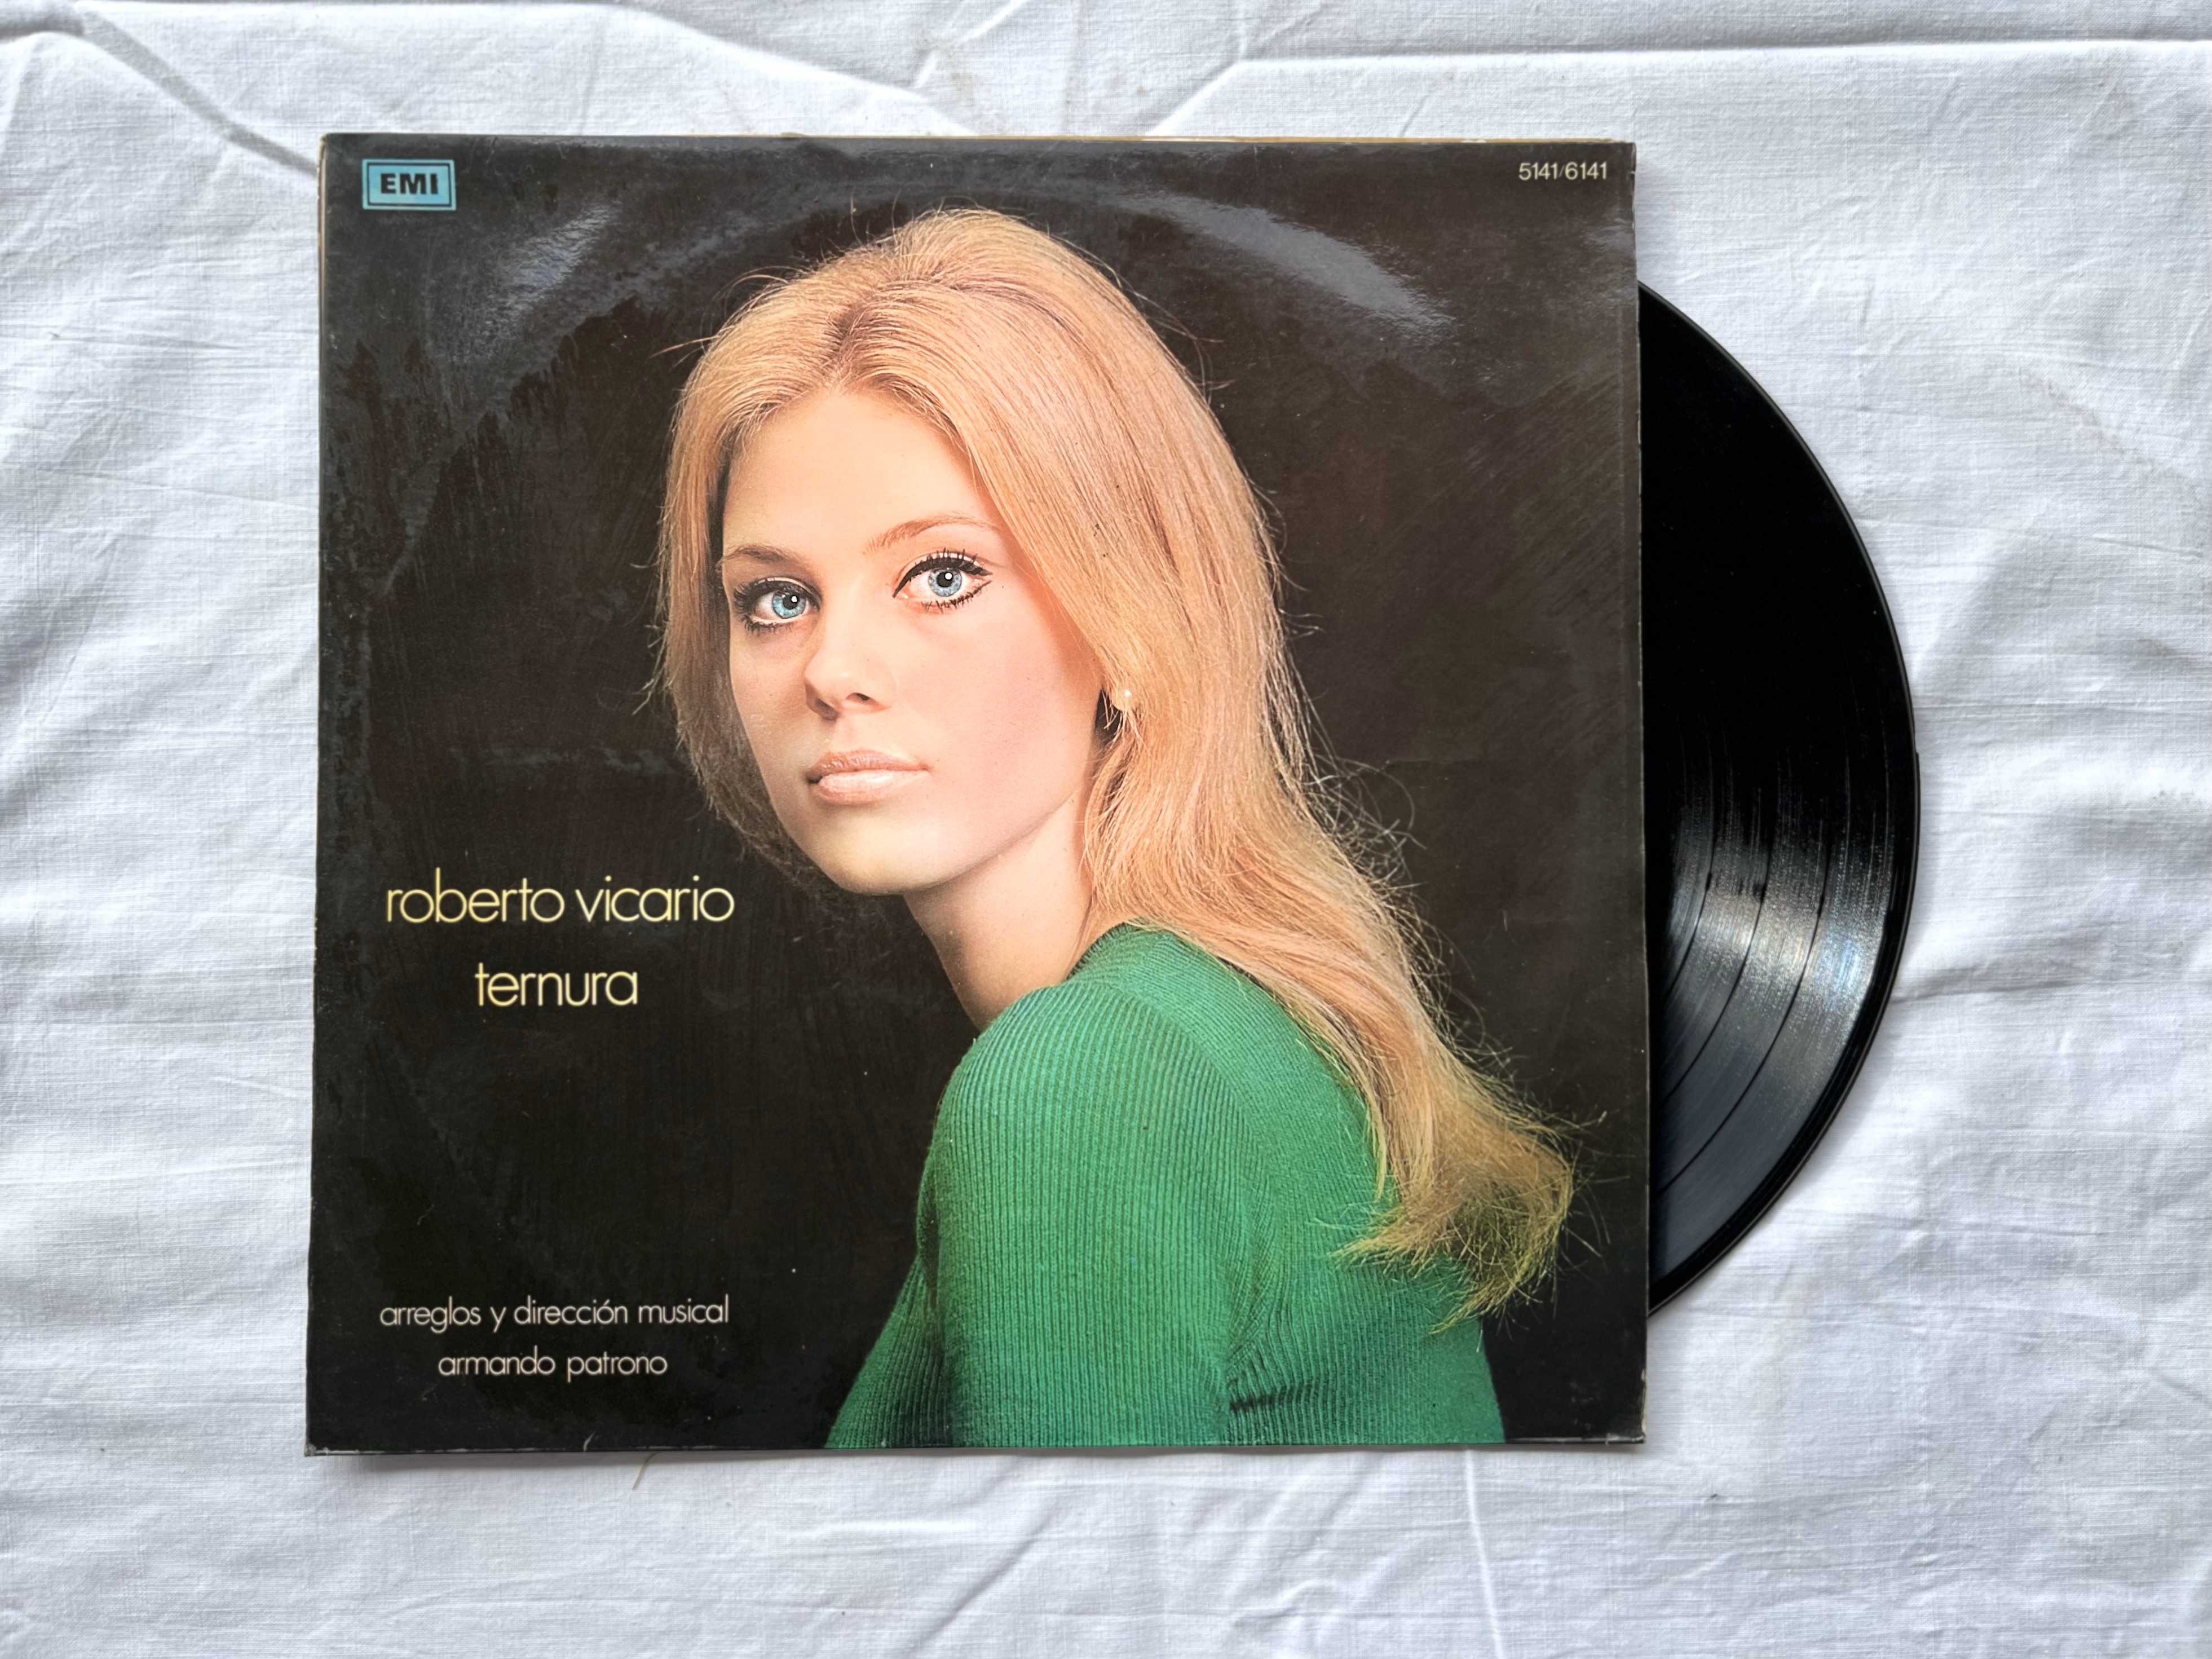 EMI
5141/6141
roberto vicario
ternura
arreglos y dirección musical
armando patrono